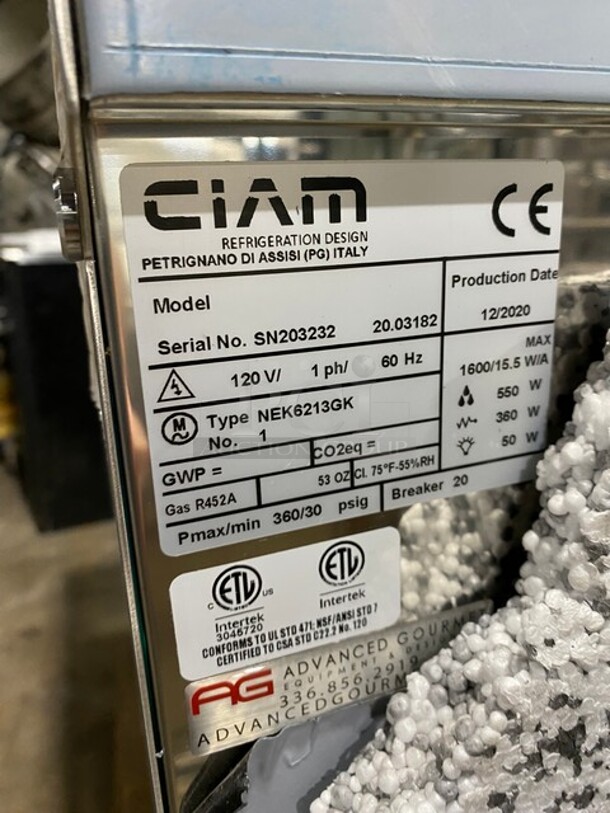 CIAM
CE
REFRIGERATION DESIGN
PETRIGNANO DI ASSISI (PG) ITALY
Model
Production Date
Serial No. SN203232 20.03182
12/2020
120 V/ 1 ph/ 60 Hz
MAX
1600/15.5 W/A
M
Type NEK6213GK
No. 1
550 W
360 W
50 W
GWP =
CO2eq =
Gas R452A
53 OZ
Cl. 75°F-55%RH
Pmax/min 360/30 psig
Breaker 20
C ETL US
Intertek
3045720
ETL
Intertek
CONFORMS TO UL STD 471; NSF/ANSI STD 7
CERTIFIED TO CSA STD C22.2 No. 120
AG
ADVANCED GOURM
EQUIPMENT & DE
336.856.2919
ADVANCEDGOURM